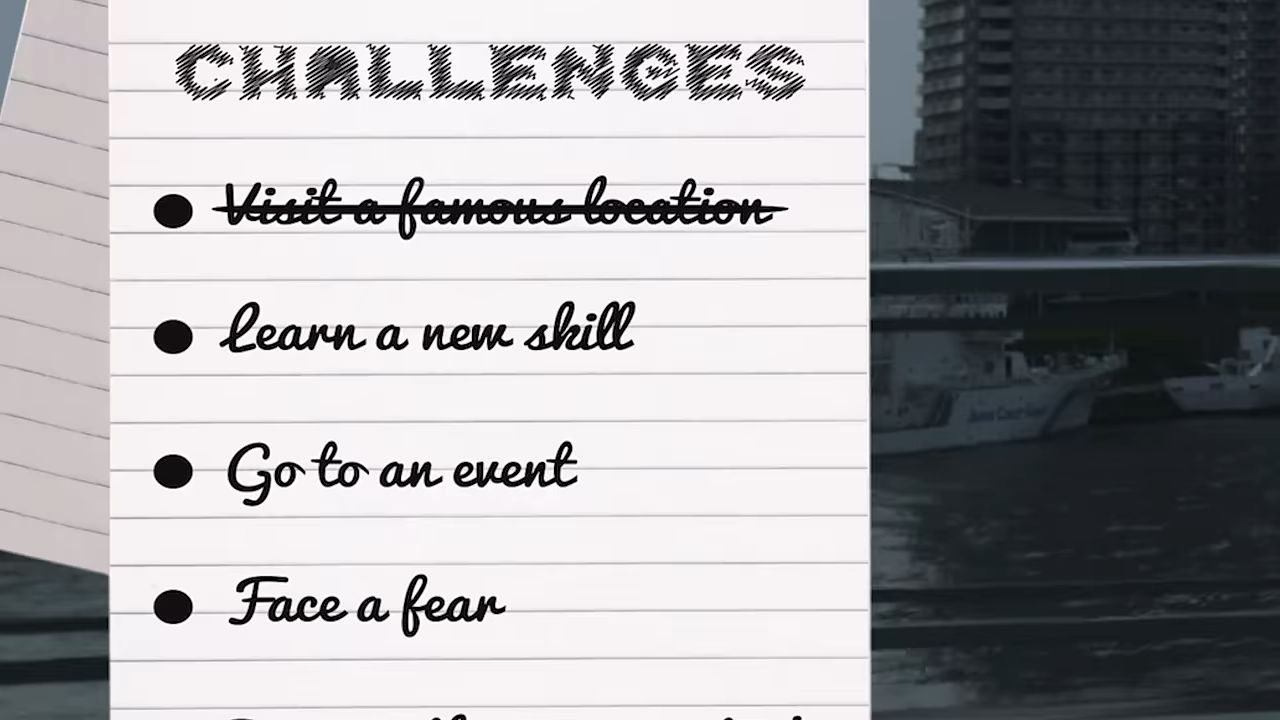 CHALLENGES
Visit a famous location
Learn a new skill
Go to an event
Face a fear